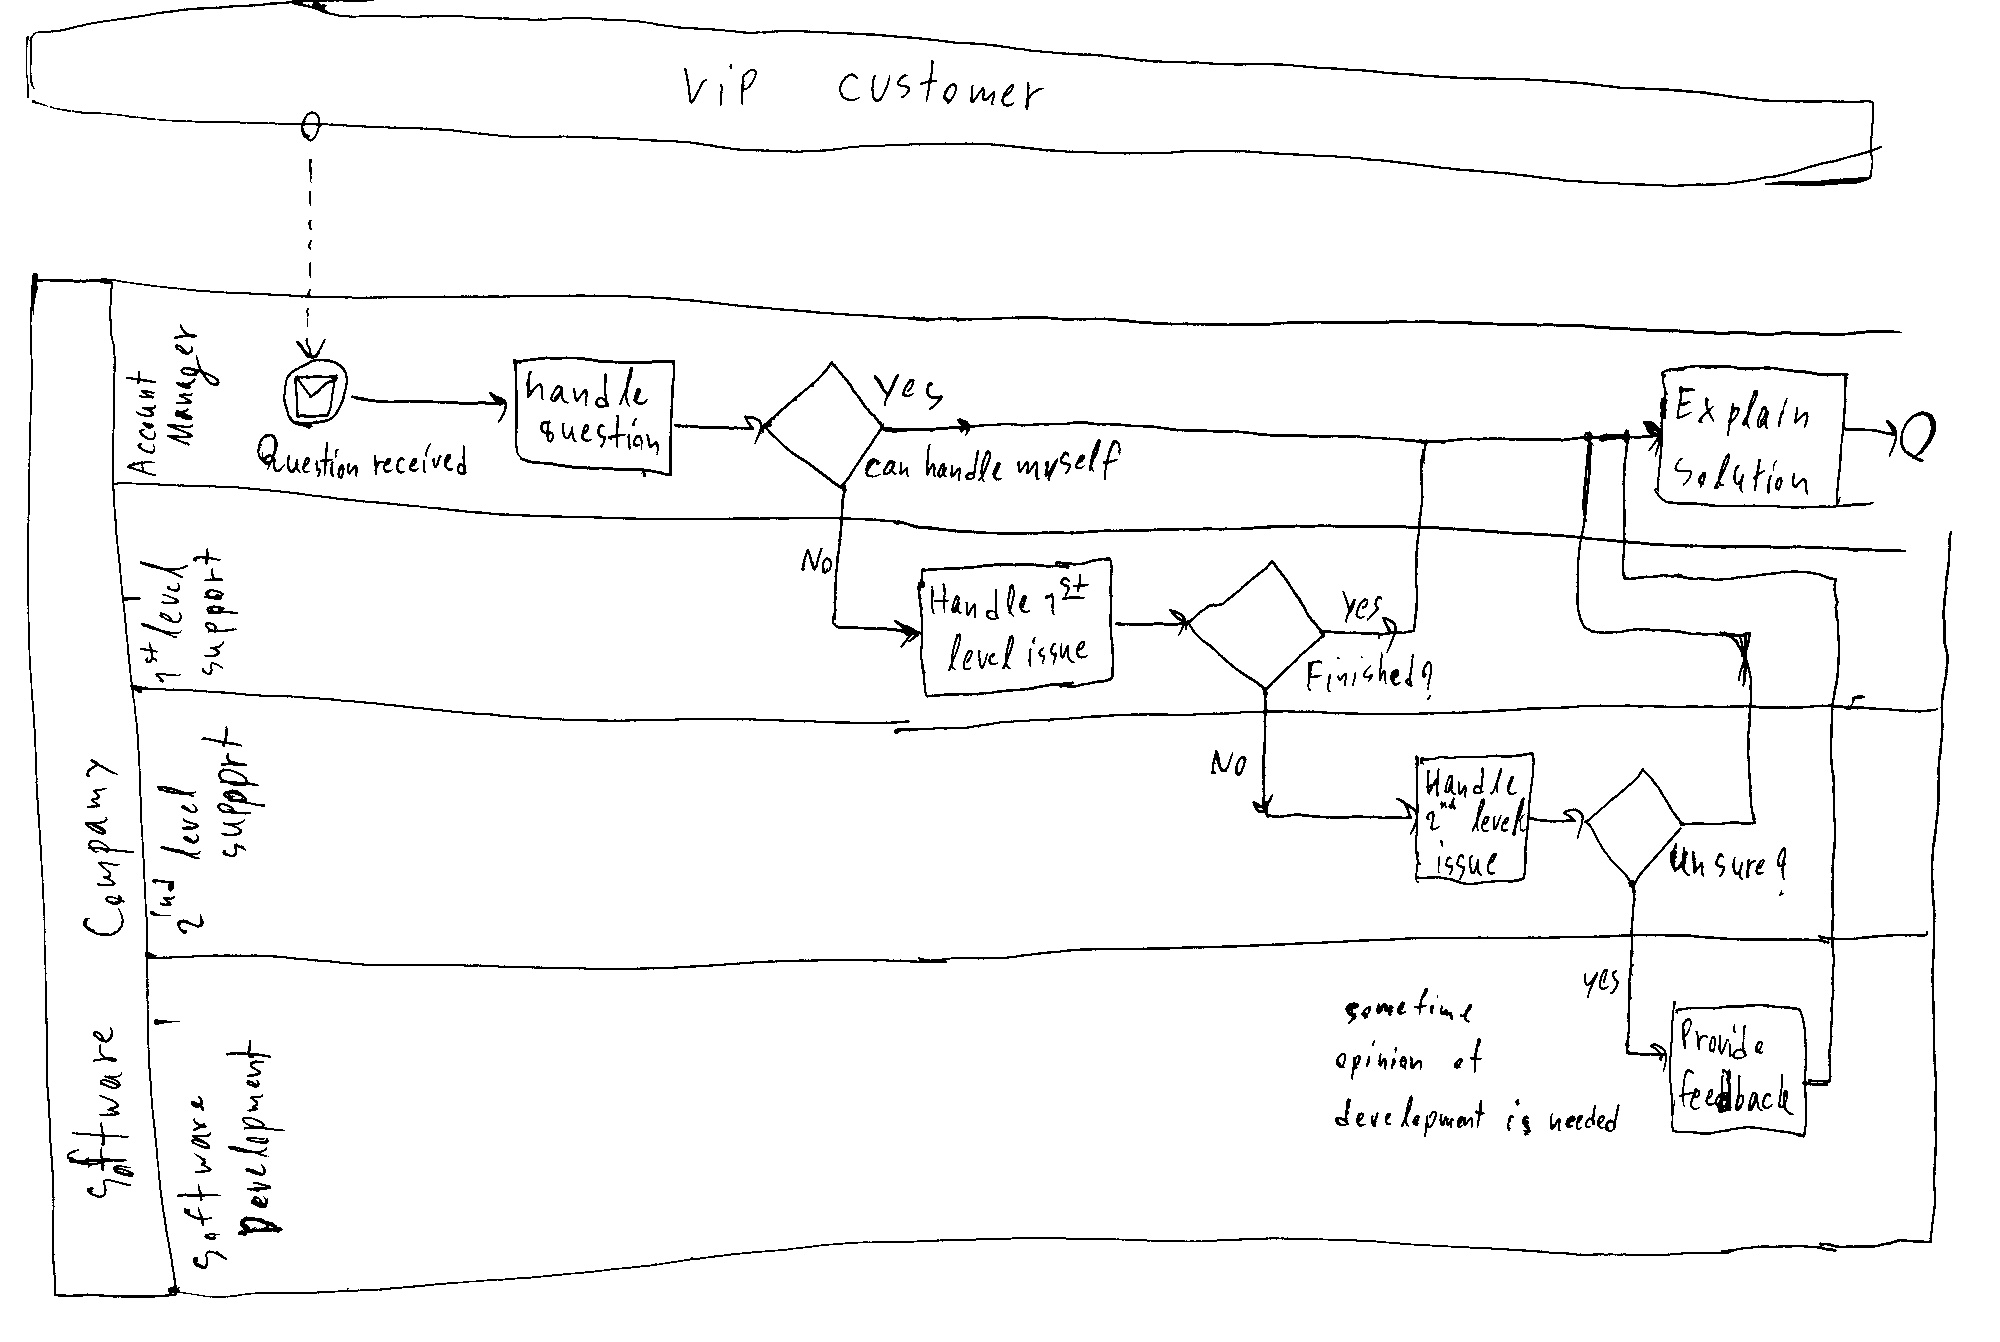 VIP customer
Account
Manager
Question received
handle
question
Yes
can handle myself
Explain
solution
No
1st level
support
Handle 1st
level issue
Yes
Finished?
2nd level
support
No
Handle
2nd level
issue
Unsure?
Software Company
Software
Development
yes
sometime
opinion of
development is needed
Provide
feedback